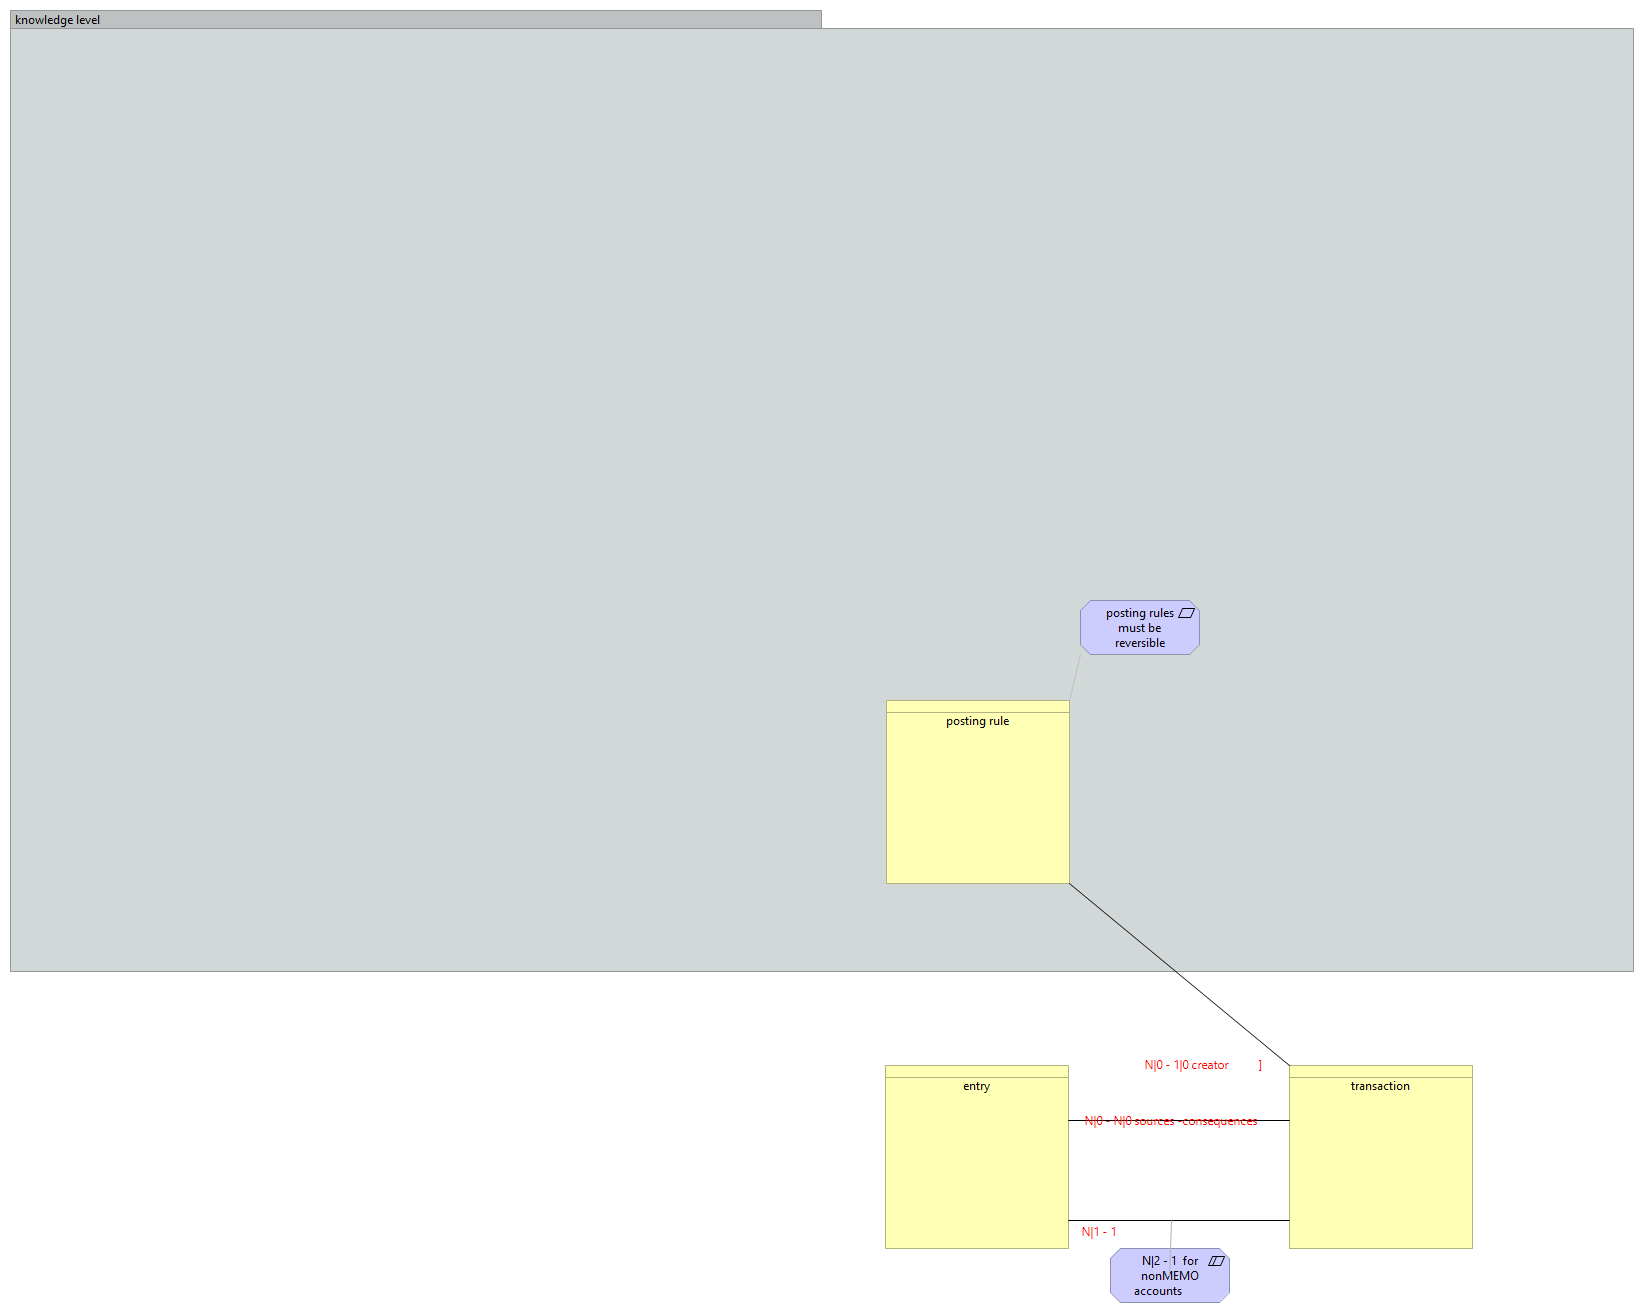 knowledge level
posting rules
must be
reversible
posting rule
N|0 - 1|0 creator ]
entry
transaction
N|0 - N|0 sources -consequences
N|1 - 1
N|2 - 1 for
nonMEMO
accounts